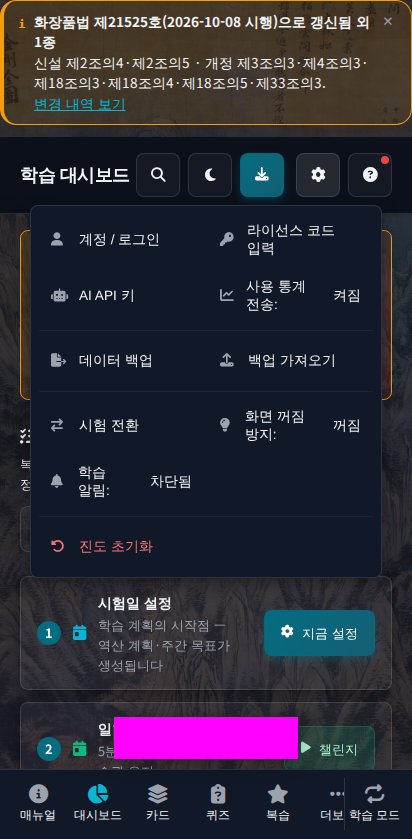 화장품법 제21525호(2026-10-08 시행)으로 갱신됨 외
1종
신설 제2조의4·제2조의5 · 개정 제3조의3·제4조의3·
제18조의3·제18조의4·제18조의5·제33조의3.
변경 내역 보기
학습 대시보드
계정 / 로그인
라이선스 코드
입력
AI API 키
사용 통계
전송:
켜짐
데이터 백업
백업 가져오기
시험 전환
화면 꺼짐
방지:
꺼짐
학습
알림:
차단됨
진도 초기화
1
시험일 설정
학습 계획의 시작점 —
역산 계획·주간 목표가
생성됩니다
지금 설정
2
챌린지
매뉴얼
대시보드
카드
퀴즈
복습
더보
학습 모드